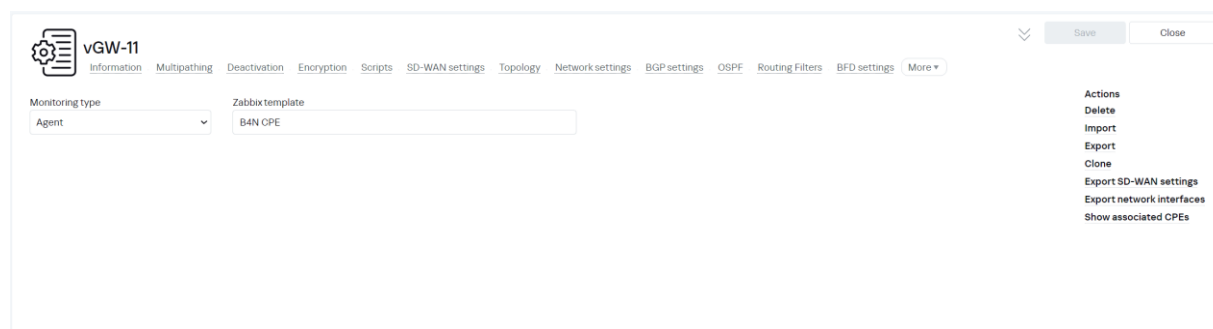 vGW-11
Save Close
Information Multipathing Deactivation Encryption Scripts SD-WAN settings Topology Network settings BGP settings OSPF Routing Filters BFD settings More
Monitoring type Zabbix template
Agent B4N CPE
Actions
Delete
Import
Export
Clone
Export SD-WAN settings
Export network interfaces
Show associated CPEs